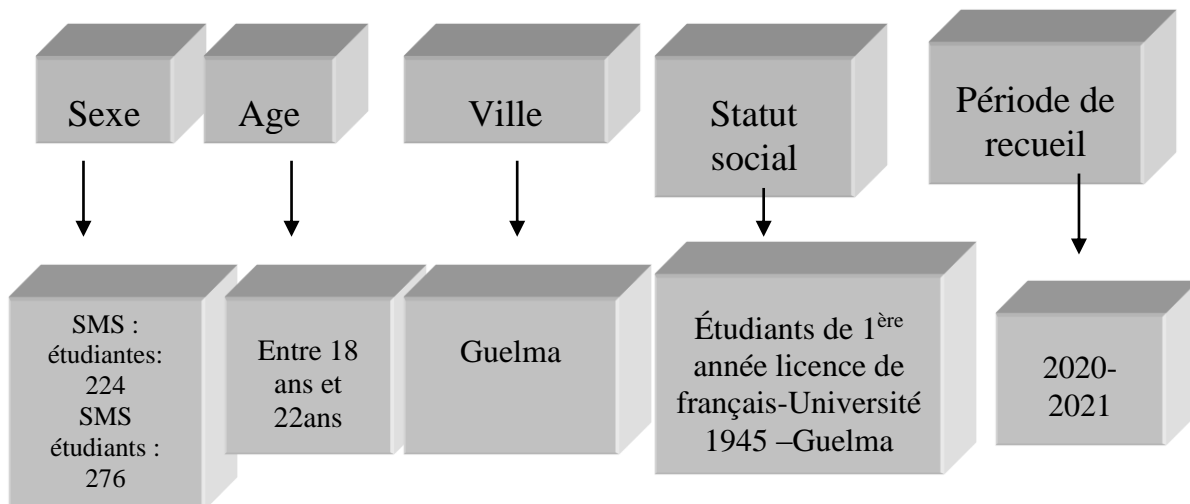 Sexe
Age
Ville
Statut
social
Période de
recueil
SMS :
étudiantes:
224
SMS
étudiants :
276
Entre 18
ans et
22ans
Guelma
Étudiants de 1ère
année licence de
français-Université
1945 –Guelma
2020-
2021